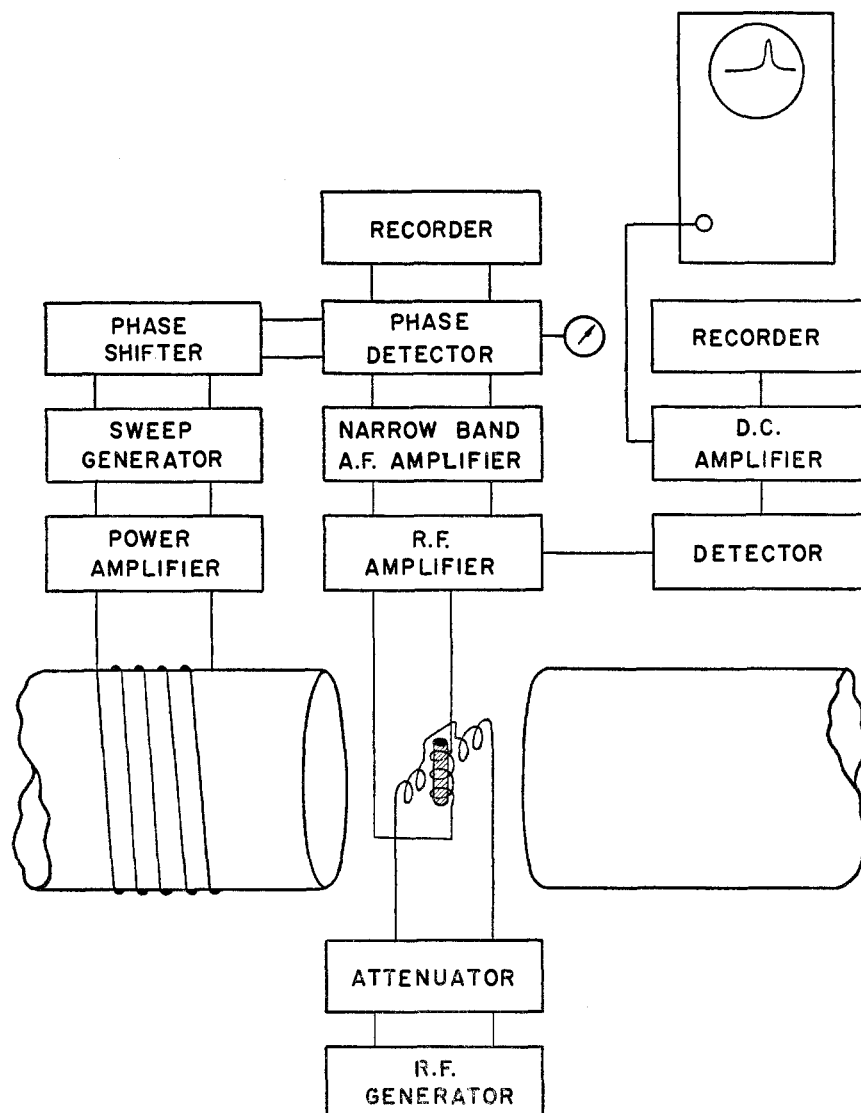 RECORDER
PHASE
SHIFTER
PHASE
DETECTOR
RECORDER
SWEEP
GENERATOR
NARROW BAND
A.F. AMPLIFIER
D.C.
AMPLIFIER
POWER
AMPLIFIER
R.F.
AMPLIFIER
DETECTOR
ATTENUATOR
R.F.
GENERATOR